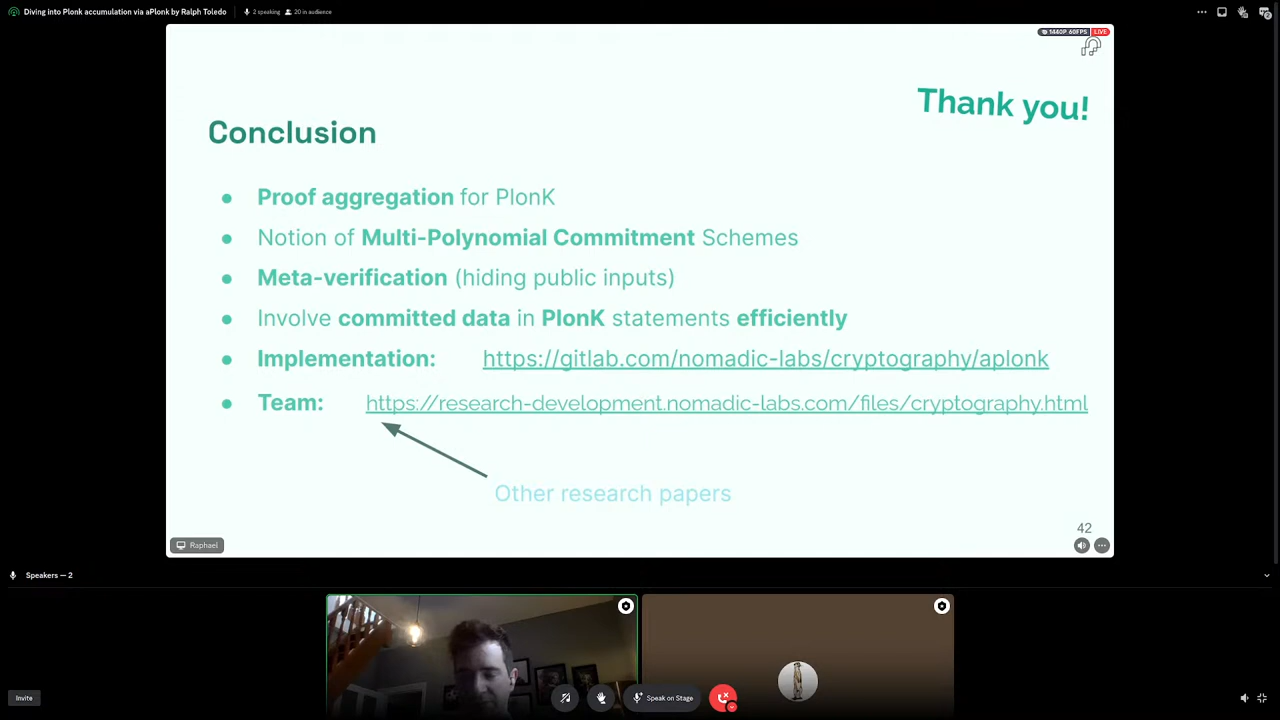 Diving into Plonk accumulation via aPlonk by Ralph Toledo
2 speaking
20 in audience
1440P 60FPS
LIVE
Thank you!
Conclusion
● Proof aggregation for PlonK
● Notion of Multi-Polynomial Commitment Schemes
● Meta-verification (hiding public inputs)
● Involve committed data in PlonK statements efficiently
● Implementation: https://gitlab.com/nomadic-labs/cryptography/aplonk
● Team: https://research-development.nomadic-labs.com/files/cryptography.html
Other research papers
42
Raphael
Speakers — 2
Invite
Speak on Stage